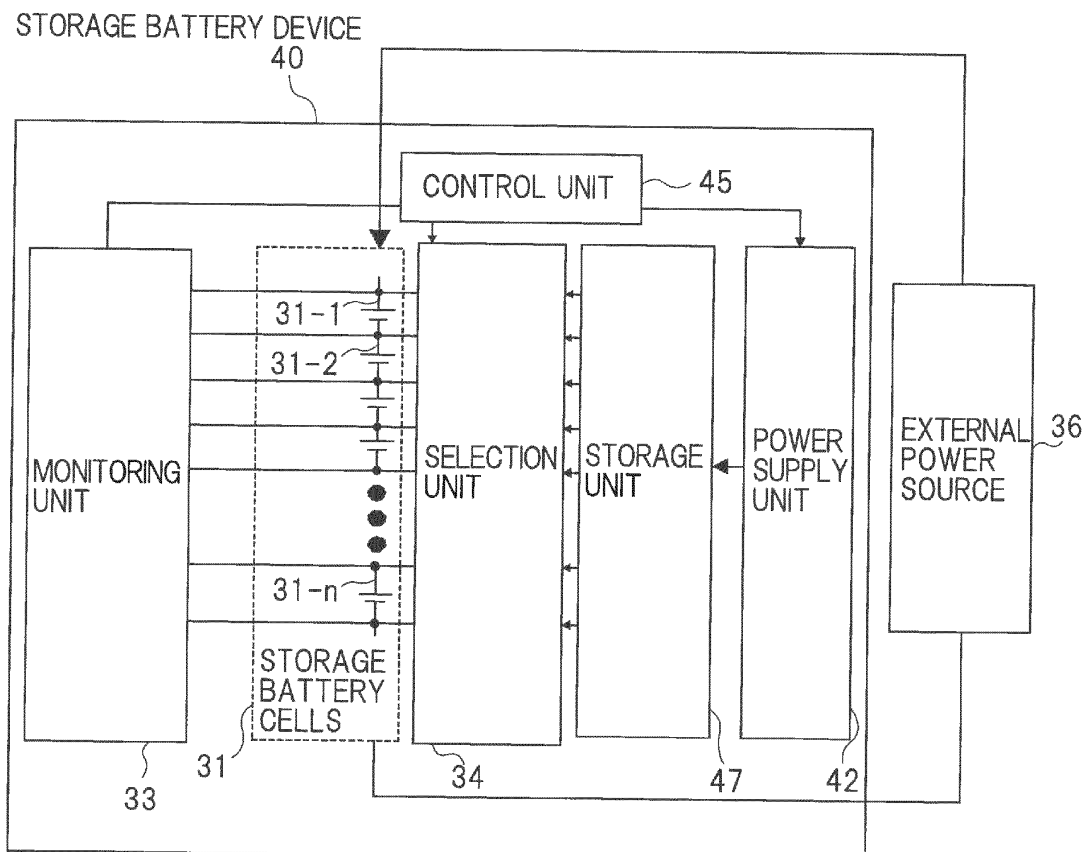 STORAGE BATTERY DEVICE
40
CONTROL UNIT
45
31-1
31-2
MONITORING
UNIT
SELECTION
UNIT
STORAGE
UNIT
POWER
SUPPLY
UNIT
EXTERNAL
POWER
SOURCE
36
31-n
STORAGE
BATTERY
CELLS
31
33
34
47
42